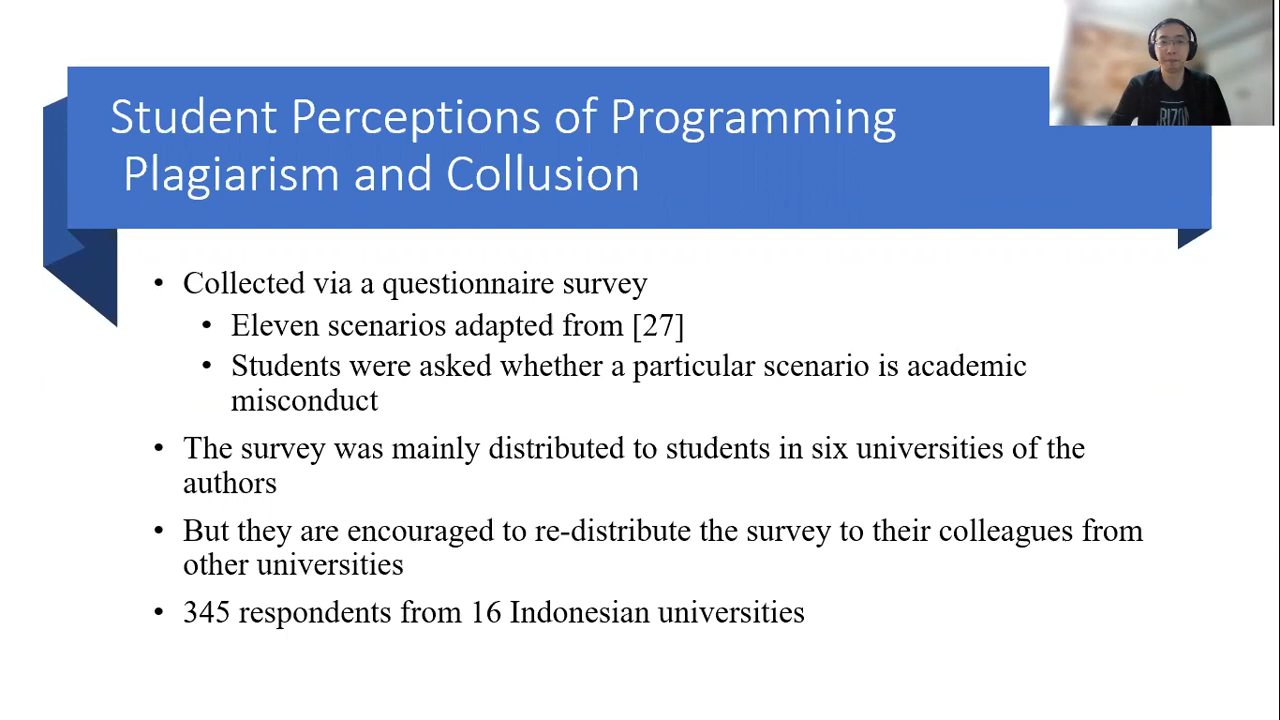 Student Perceptions of Programming
Plagiarism and Collusion
• Collected via a questionnaire survey
• Eleven scenarios adapted from [27]
• Students were asked whether a particular scenario is academic
misconduct
• The survey was mainly distributed to students in six universities of the
authors
• But they are encouraged to re-distribute the survey to their colleagues from
other universities
• 345 respondents from 16 Indonesian universities